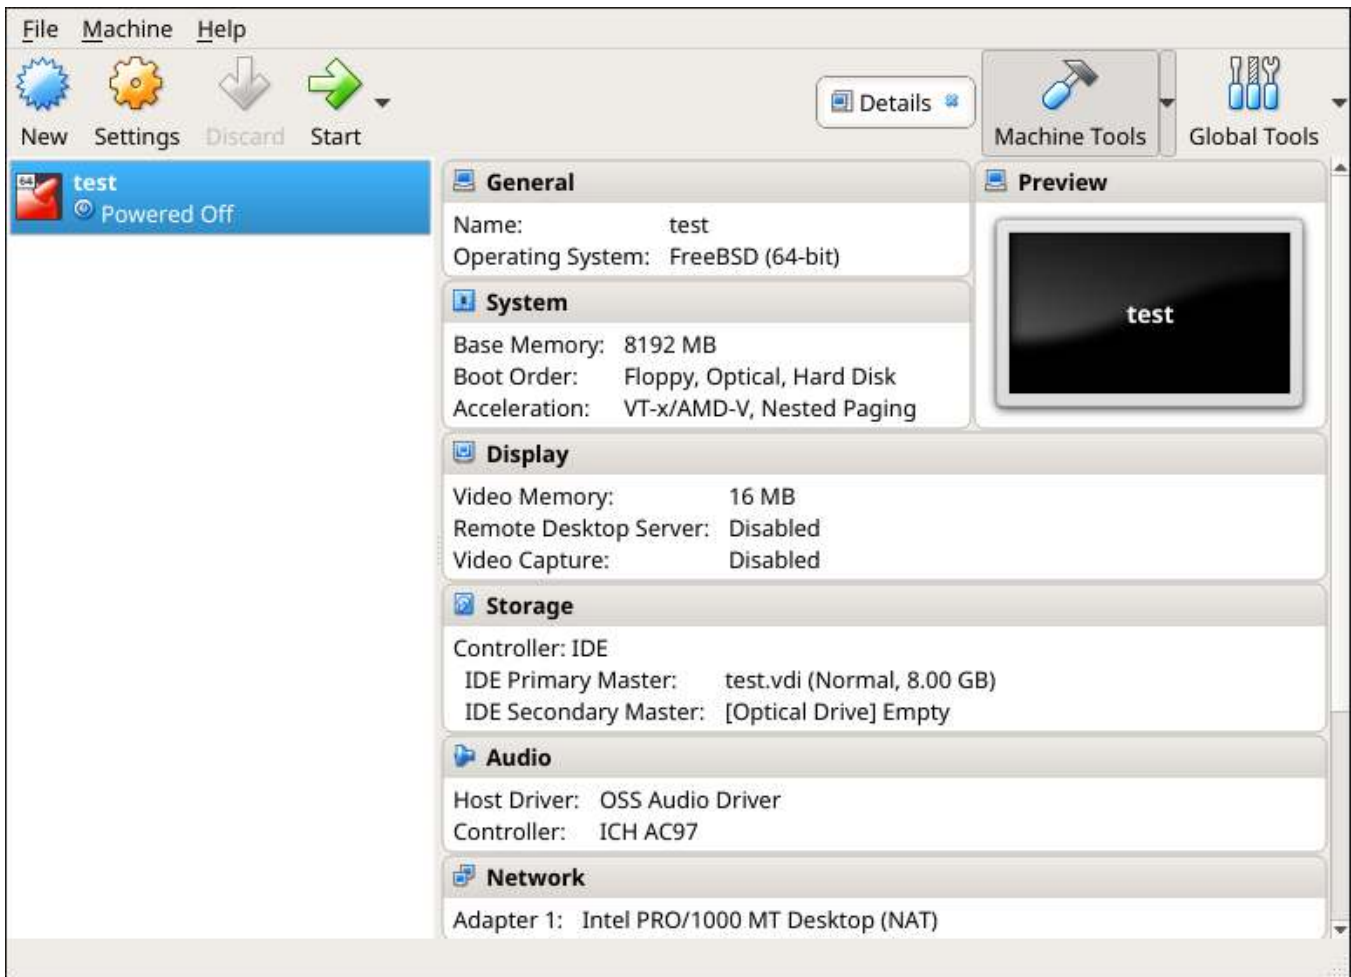 File Machine Help
New Settings Discard Start
Details
Machine Tools
Global Tools
64
test
Powered Off
General
Name: test
Operating System: FreeBSD (64-bit)
System
Base Memory: 8192 MB
Boot Order: Floppy, Optical, Hard Disk
Acceleration: VT-x/AMD-V, Nested Paging
Preview
test
Display
Video Memory: 16 MB
Remote Desktop Server: Disabled
Video Capture: Disabled
Storage
Controller: IDE
IDE Primary Master: test.vdi (Normal, 8.00 GB)
IDE Secondary Master: [Optical Drive] Empty
Audio
Host Driver: OSS Audio Driver
Controller: ICH AC97
Network
Adapter 1: Intel PRO/1000 MT Desktop (NAT)